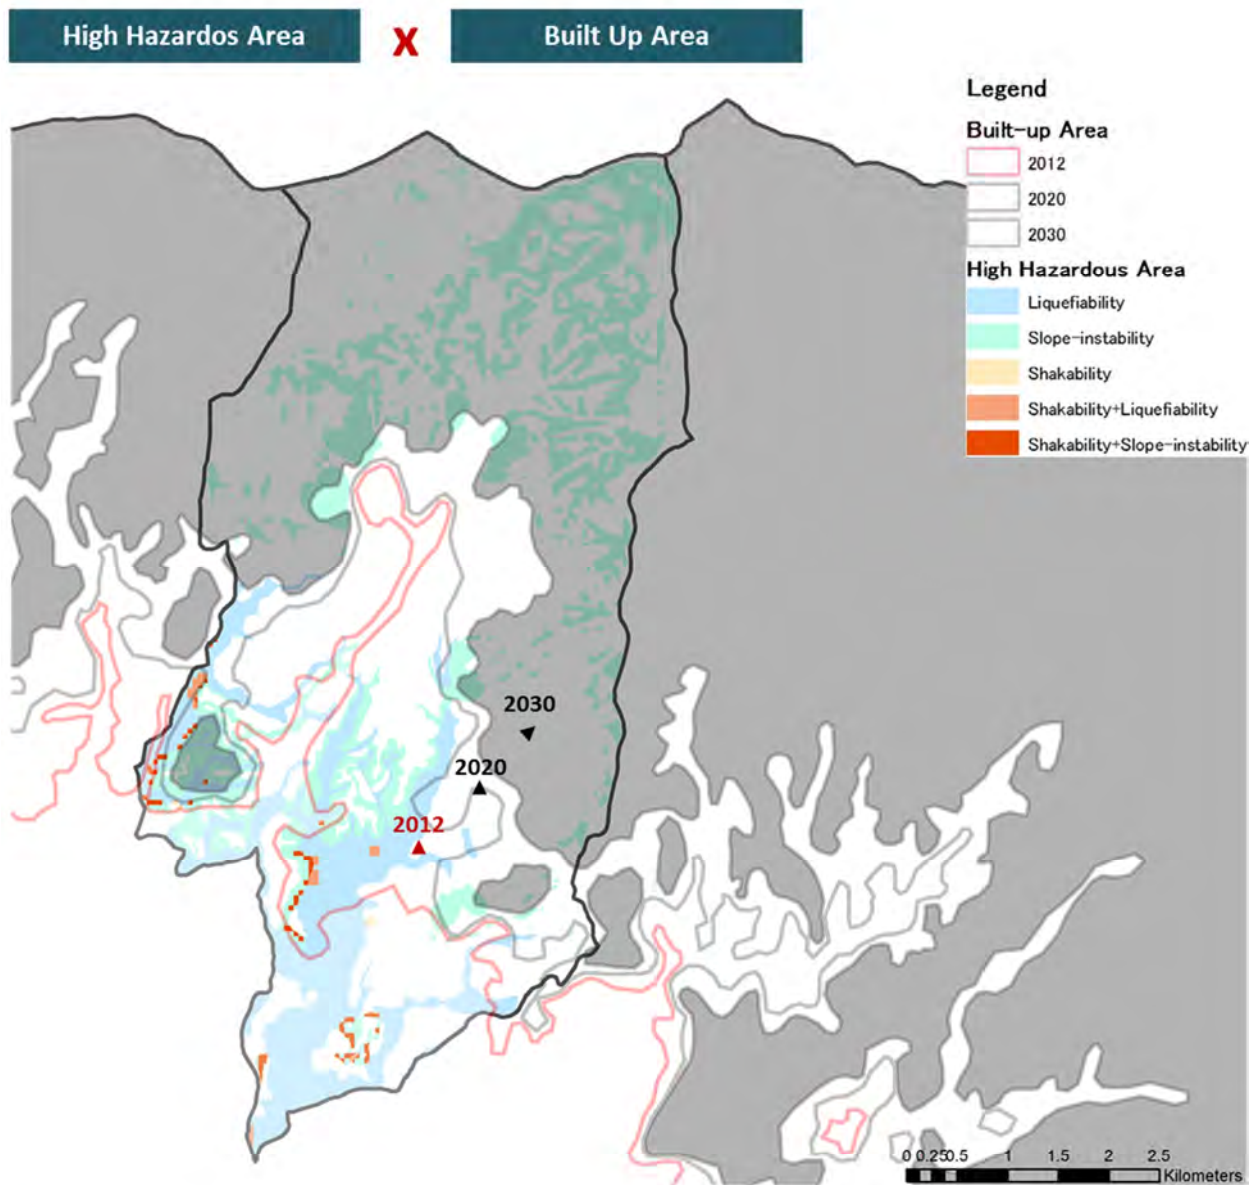 High Hazardos Area
X
Built Up Area
Legend
Built-up Area
2012
2020
2030
High Hazardous Area
Liquefiability
Slope-instability
Shakability
Shakability+Liquefiability
Shakability+Slope-instability
2030
2020
2012
0 0.25 0.5 1 1.5 2 2.5
Kilometers